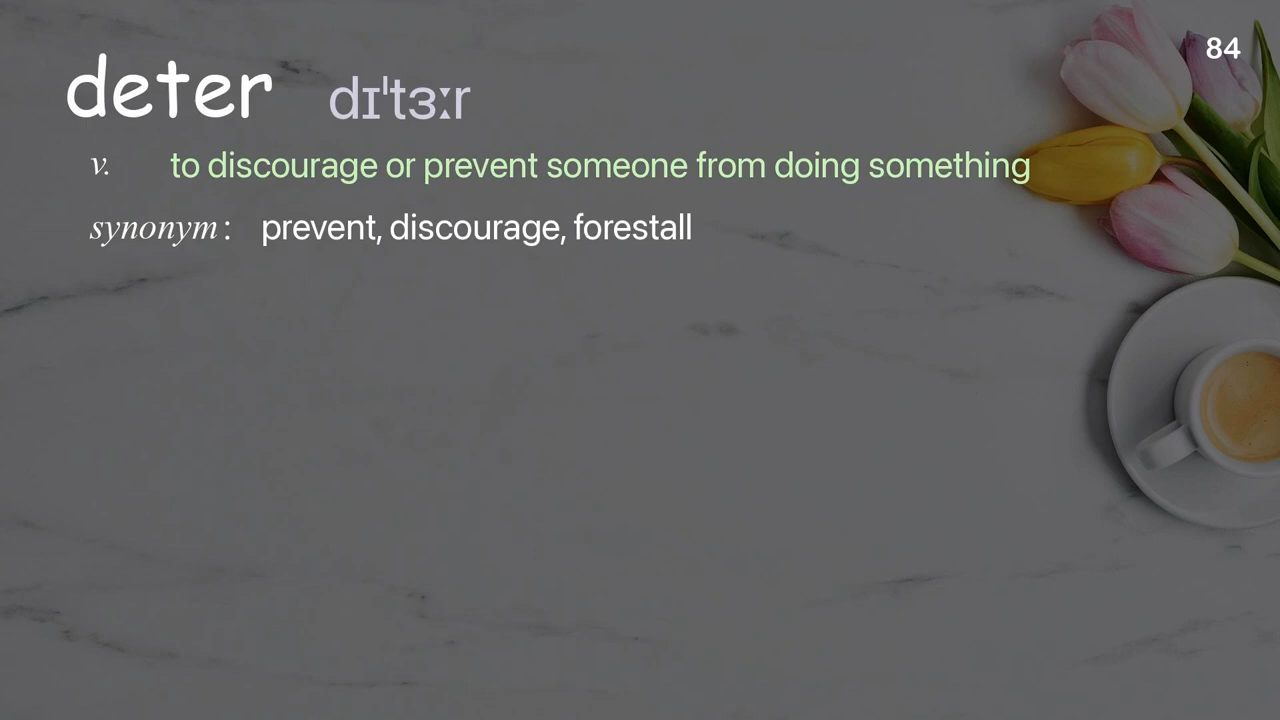 84
deter dɪˈtɜːr
v. to discourage or prevent someone from doing something
synonym: prevent, discourage, forestall